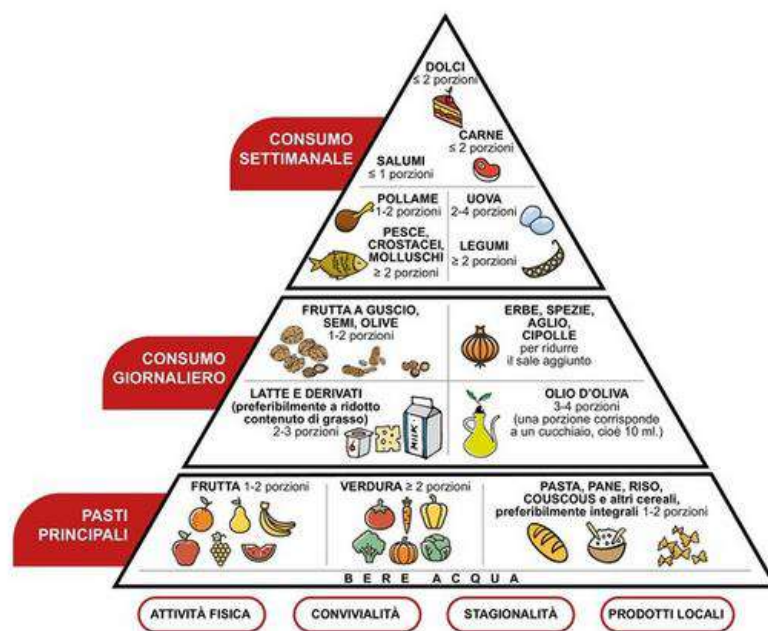 DOLCI
≤ 2 porzioni
CONSUMO
SETTIMANALE
CARNE
≤ 2 porzioni
SALUMI
≤ 1 porzioni
POLLAME
1-2 porzioni
UOVA
2-4 porzioni
PESCE,
CROSTACEI,
MOLLUSCHI
≥ 2 porzioni
LEGUMI
≥ 2 porzioni
CONSUMO
GIORNALIERO
FRUTTA A GUSCIO,
SEMI, OLIVE
1-2 porzioni
ERBE, SPEZIE,
AGLIO,
CIPOLLE
per ridurre
il sale aggiunto
LATTE E DERIVATI
(preferibilmente a ridotto
contenuto di grasso)
2-3 porzioni
6
MILK
OLIO D'OLIVA
3-4 porzioni
(una porzione corrisponde
a un cucchiaio, cioè 10 ml.)
PASTI
PRINCIPALI
FRUTTA 1-2 porzioni
VERDURA ≥ 2 porzioni
PASTA, PANE, RISO,
COUSCOUS e altri cereali,
preferibilmente integrali 1-2 porzioni
BERE ACQUA
ATTIVITÀ FISICA
CONVIVIALITÀ
STAGIONALITÀ
PRODOTTI LOCALI